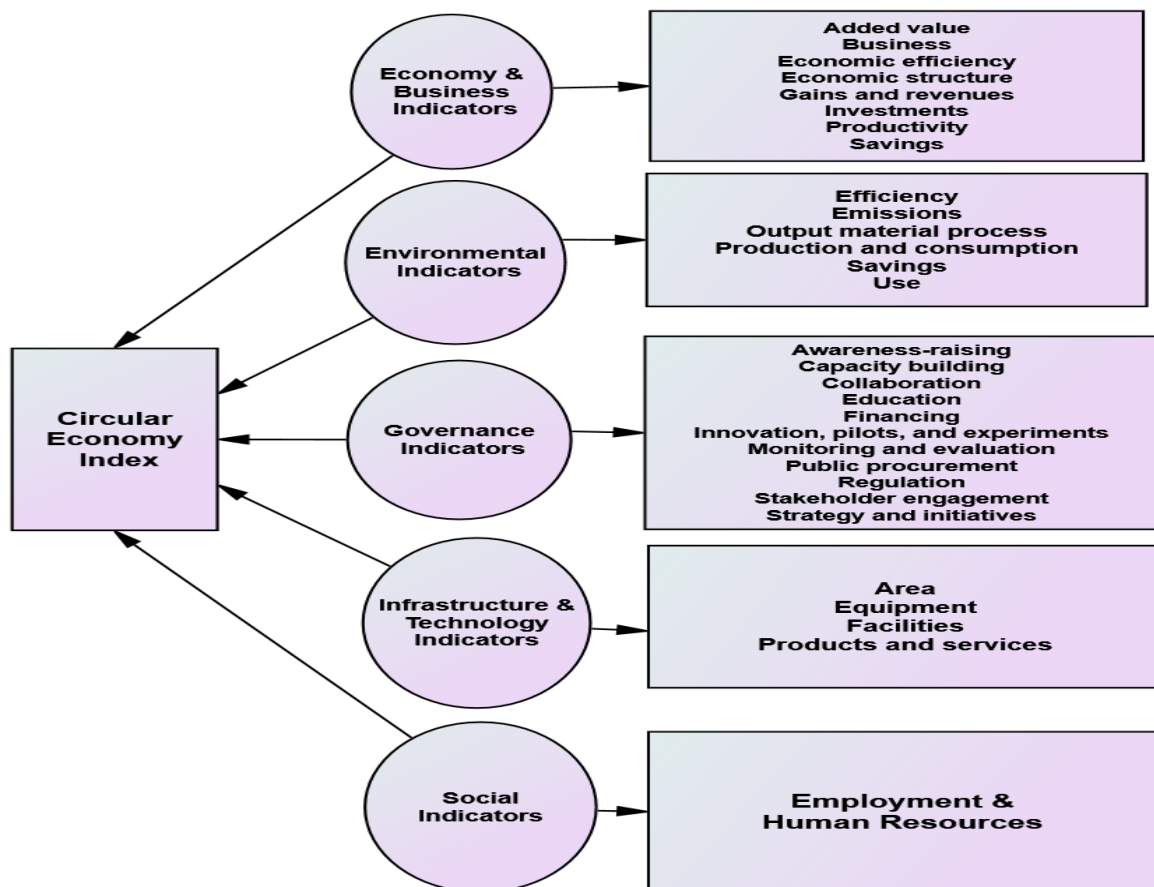 Economy &
Business
Indicators
Added value
Business
Economic efficiency
Economic structure
Gains and revenues
Investments
Productivity
Savings
Environmental
Indicators
Efficiency
Emissions
Output material process
Production and consumption
Savings
Use
Circular
Economy
Index
Governance
Indicators
Awareness-raising
Capacity building
Collaboration
Education
Financing
Innovation, pilots, and experiments
Monitoring and evaluation
Public procurement
Regulation
Stakeholder engagement
Strategy and initiatives
Infrastructure &
Technology
Indicators
Area
Equipment
Facilities
Products and services
Social
Indicators
Employment &
Human Resources